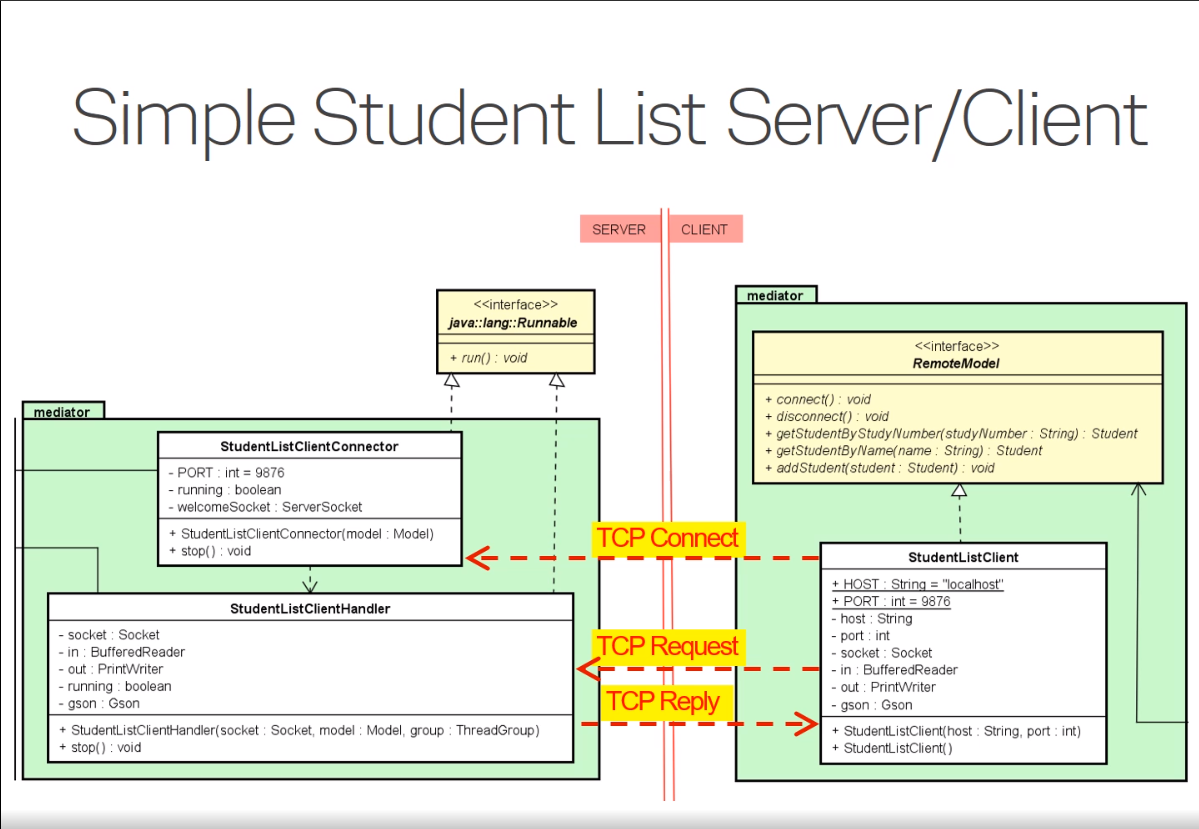 Simple Student List Server/Client
SERVER
CLIENT
<<interface>>
java::lang::Runnable
+ run() : void
mediator
StudentListClientConnector
- PORT : int = 9876
- running : boolean
- welcomeSocket : ServerSocket
+ StudentListClientConnector(model : Model)
+ stop() : void
StudentListClientHandler
- socket : Socket
- in : BufferedReader
- out : PrintWriter
- running : boolean
- gson : Gson
+ StudentListClientHandler(socket : Socket, model : Model, group : ThreadGroup)
+ stop() : void
TCP Connect
TCP Request
TCP Reply
mediator
<<interface>>
RemoteModel
+ connect() : void
+ disconnect() : void
+ getStudentByStudyNumber(studyNumber : String) : Student
+ getStudentByName(name : String) : Student
+ addStudent(student : Student) : void
StudentListClient
+ HOST : String = "localhost"
+ PORT : int = 9876
- host : String
- port : int
- socket : Socket
- in : BufferedReader
- out : PrintWriter
- gson : Gson
+ StudentListClient(host : String, port : int)
+ StudentListClient()